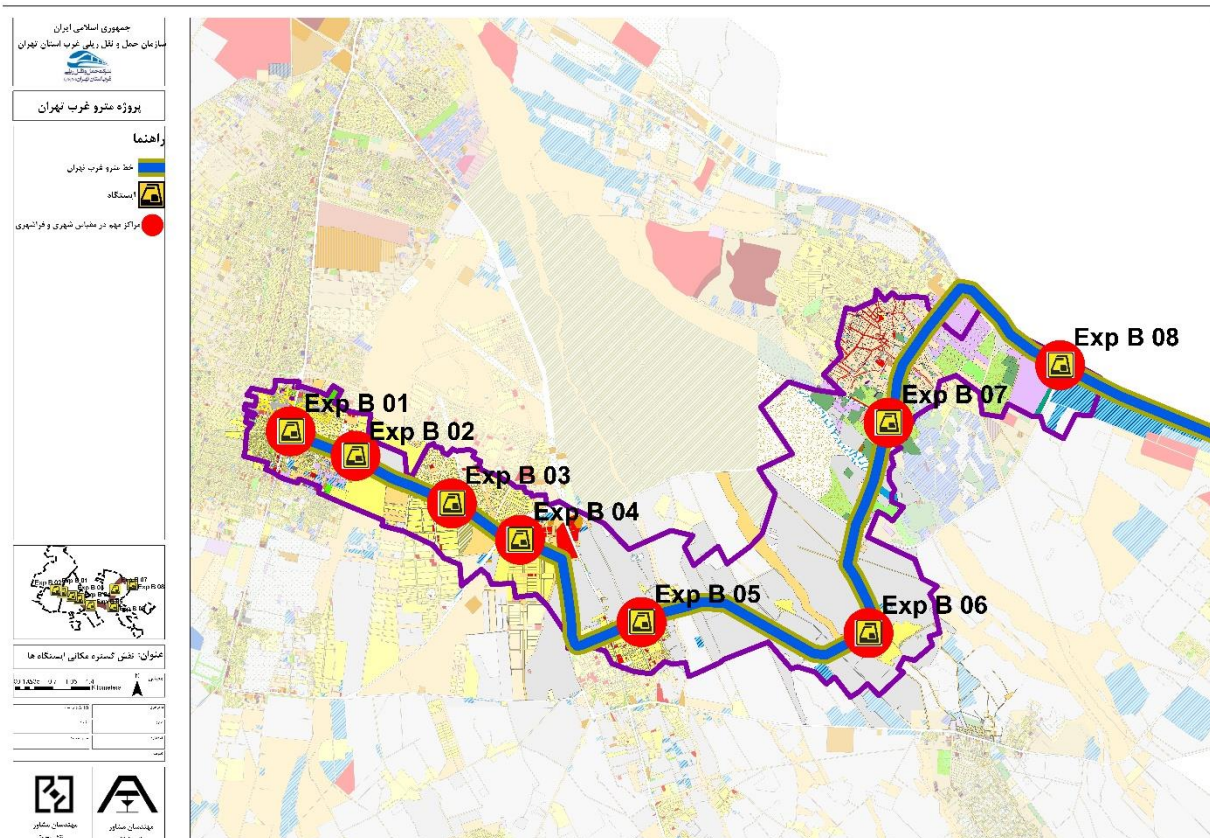 جمهوری اسلامی ایران
سازمان حمل و نقل ریلی غرب استان تهران
پروژه مترو غرب تهران
راهنما
خط مترو غرب تهران
ایستگاه
مراکز مهم در مقیاس شهری و فراشهری
Exp B 01
Exp B 02
Exp B 03
Exp B 04
Exp B 05
Exp B 06
Exp B 07
Exp B 08
عنوان: نقش گستره مکانی ایستگاه ها
Kilometers
مهندسان مشاور
مهندسان مشاور